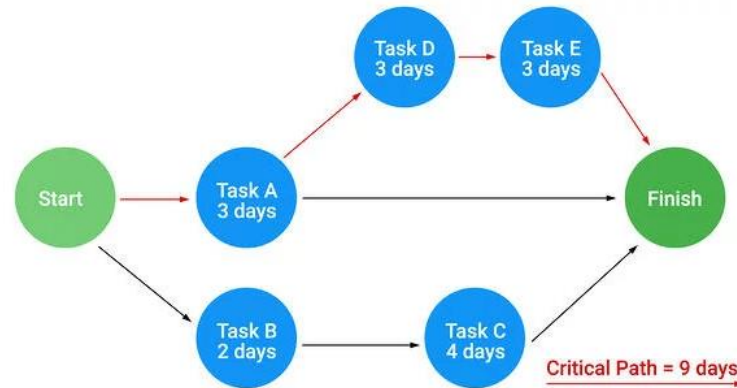 Task D
3 days
Task E
3 days
Start
Task A
3 days
Finish
Task B
2 days
Task C
4 days
Critical Path = 9 days